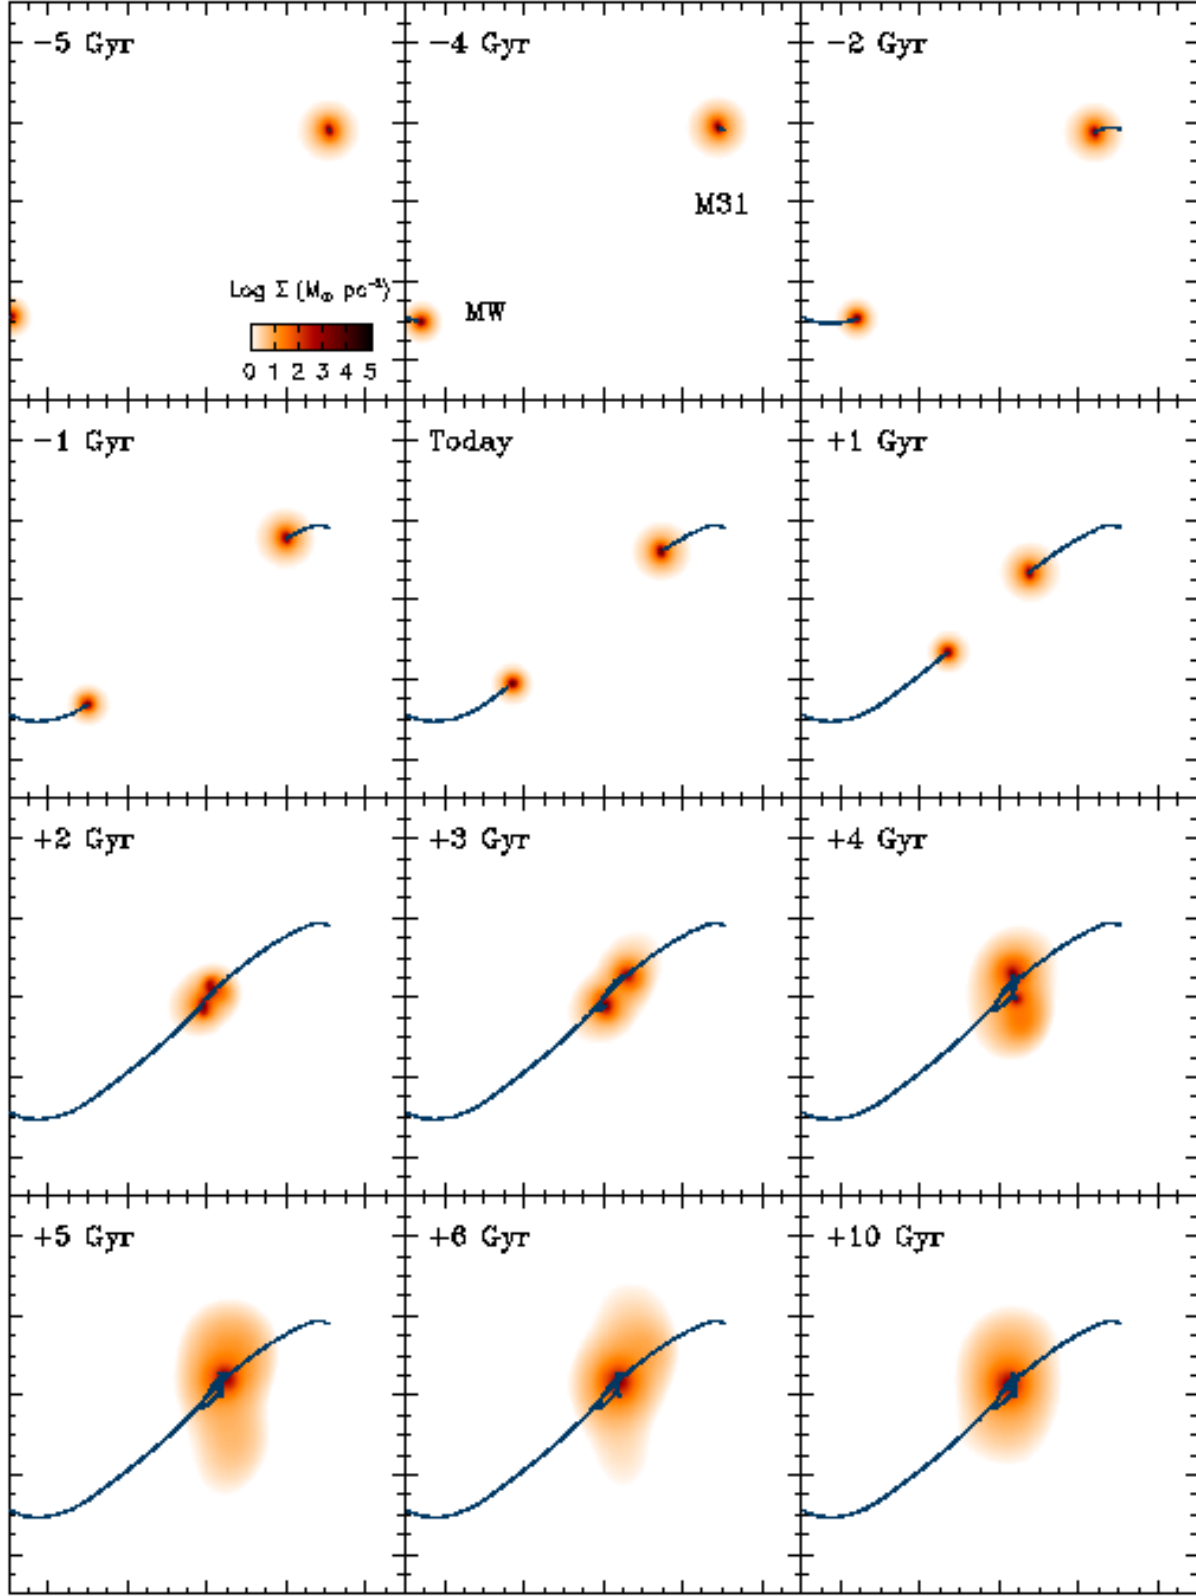 −5 Gyr
−4 Gyr
−2 Gyr
M31
Log Σ (M⊙ pc⁻²)
MW
0 1 2 3 4 5
−1 Gyr
Today
+1 Gyr
+2 Gyr
+3 Gyr
+4 Gyr
+5 Gyr
+6 Gyr
+10 Gyr